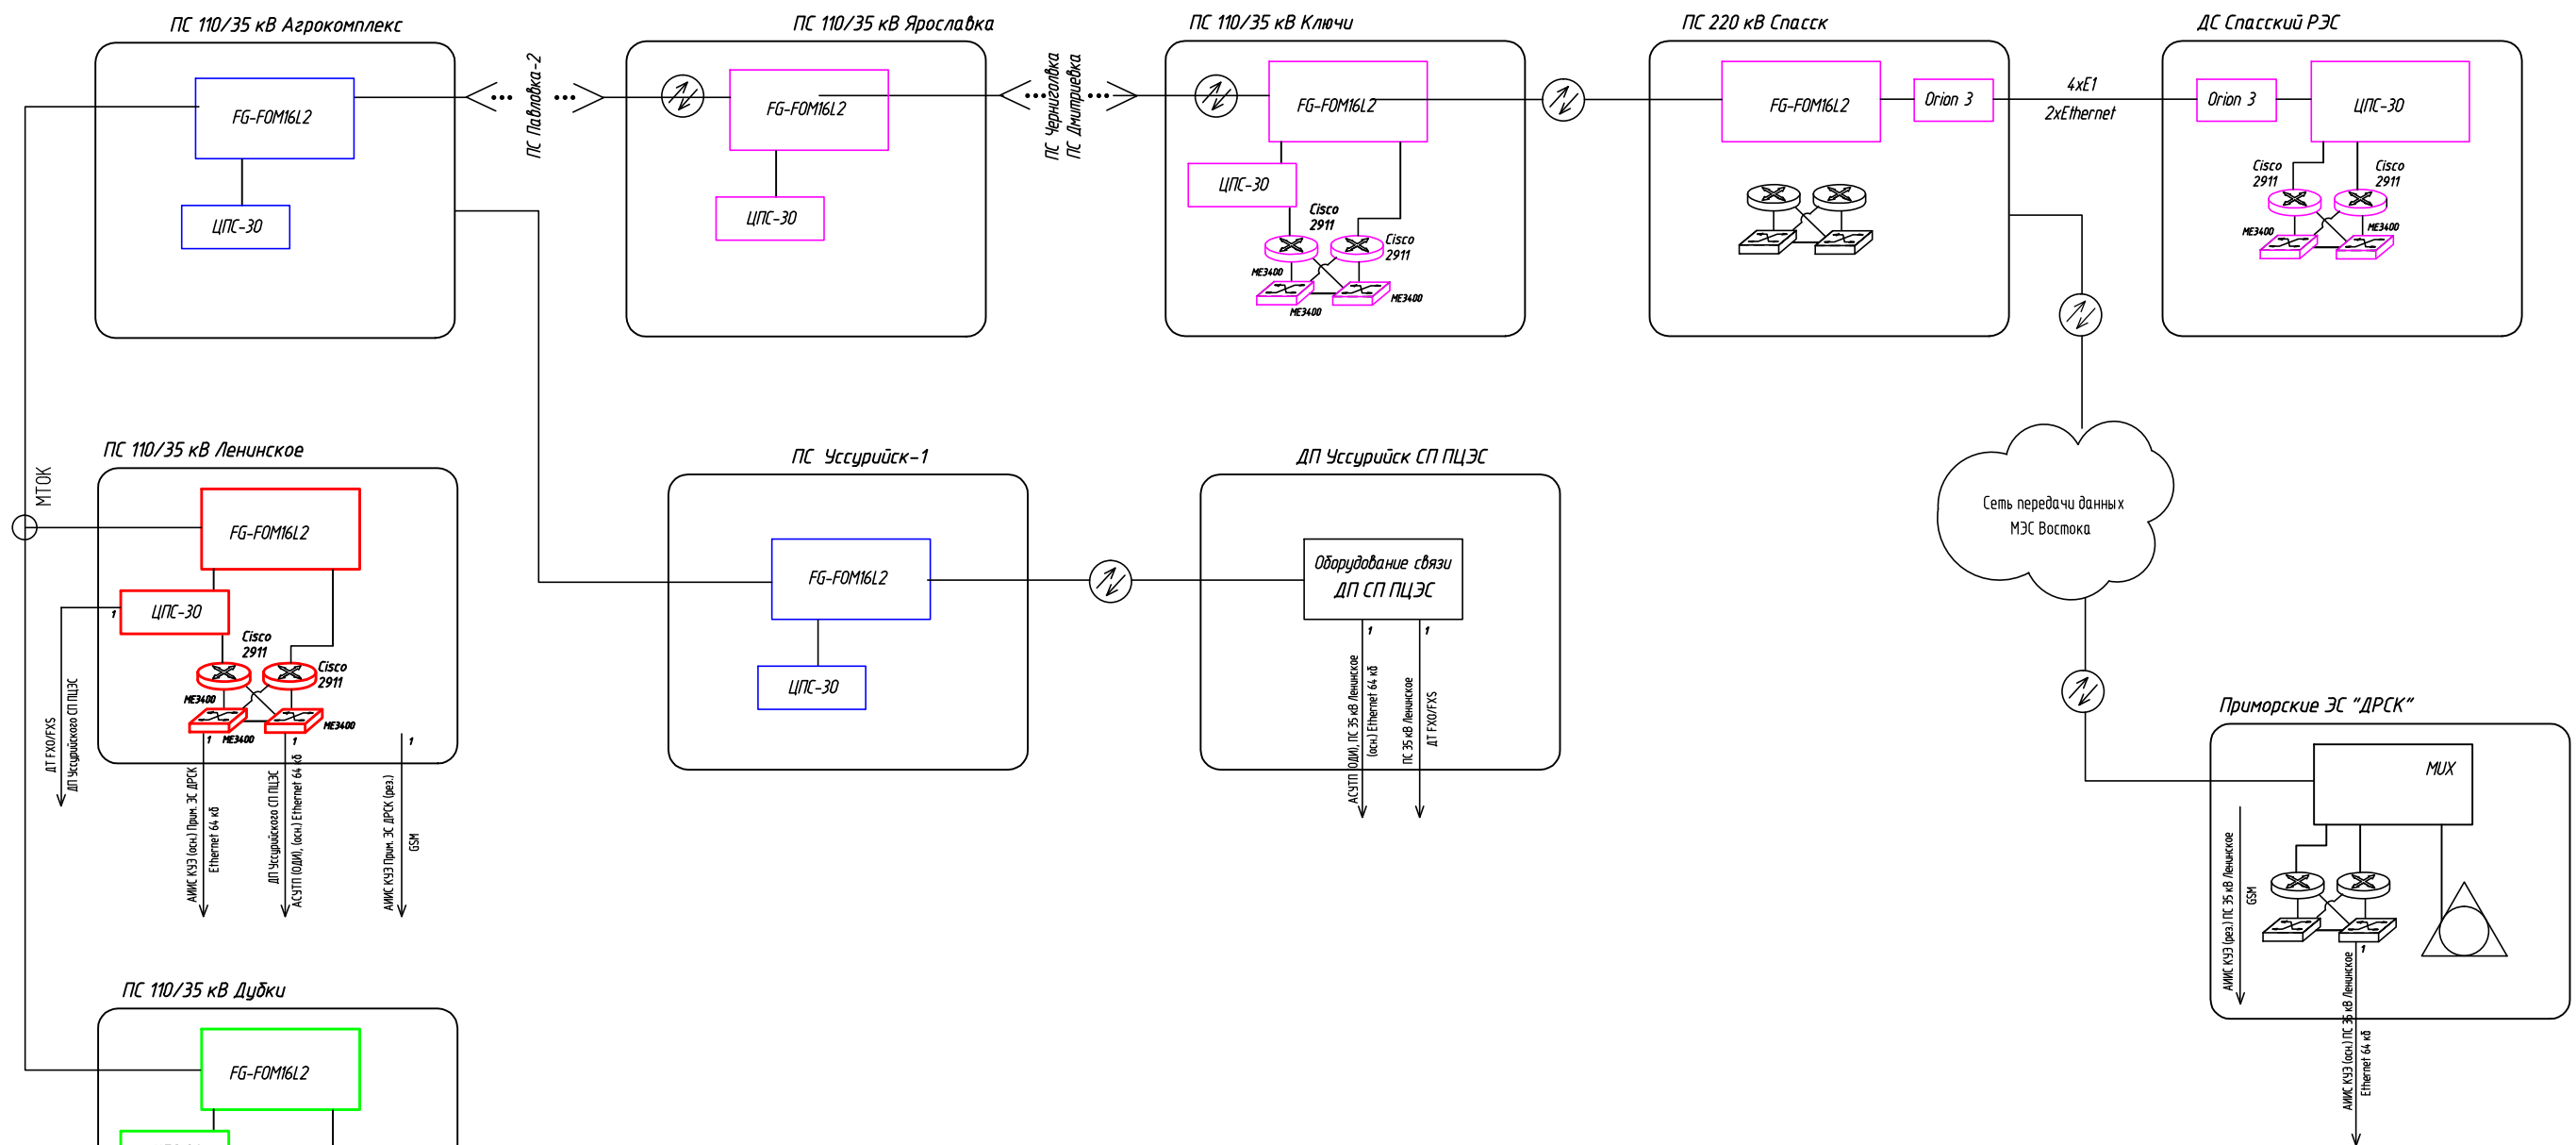 ПС 110/35 кВ Агрокомплекс
FG-FOM16L2
ЦПС-30
ПС Павловка-2
ПС 110/35 кВ Ярославка
FG-FOM16L2
ЦПС-30
ПС Черниголвка
ПС Дмитриевка
ПС 110/35 кВ Ключи
FG-FOM16L2
ЦПС-30
Cisco
2911
Cisco
2911
ME3400
ME3400
ME3400
ПС 220 кВ Спасск
FG-FOM16L2
Orion 3
4xE1
2xEthernet
ДС Спасский РЭС
Orion 3
ЦПС-30
Cisco
2911
Cisco
2911
ME3400
ME3400
МТОК
ПС 110/35 кВ Ленинское
FG-FOM16L2
ЦПС-30
1
Cisco
2911
Cisco
2911
ME3400
ME3400
ME3400
1
1
1
ДТ FXO/FXS
ДП Уссурийского СП ПЦЭС
АИИС КУЭ (осн.) Прим. ЭС ДРСК
Ethernet 64 кб
ДП Уссурийского СП ПЦЭС
АСУТП (ОДИ), (осн.) Ethernet 64 кб
АИИС КУЭ Прим. ЭС ДРСК (рез.)
GSM
ПС Уссурийск-1
FG-FOM16L2
ЦПС-30
ДП Уссурийск СП ПЦЭС
Оборудование связи
ДП СП ПЦЭС
1
1
АСУТП (ОДИ), ПС 35 кВ Ленинское
(осн.) Ethernet 64 кб
ПС 35 кВ Ленинское
ДТ FXO/FXS
Сеть передачи данных
МЭС Востока
Приморские ЭС "ДРСК"
MUX
АИИС КУЭ (рез.) ПС 35 кВ Ленинское
GSM
1
АИИС КУЭ (осн.) ПС 35 кВ Ленинское
Ethernet 64 кб
ПС 110/35 кВ Дубки
FG-FOM16L2